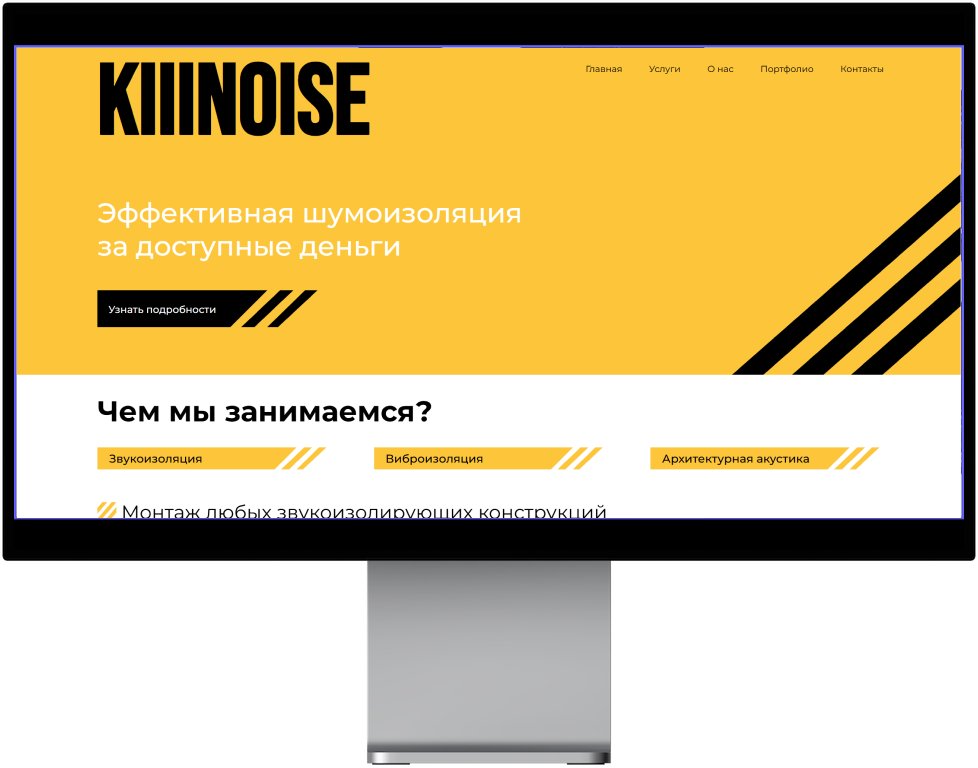 KIIINOISE
Главная Услуги О нас Портфолио Контакты
Эффективная шумоизоляция
за доступные деньги
Узнать подробности
Чем мы занимаемся?
Звукоизоляция Виброизоляция Архитектурная акустика
Монтаж любых звукоизолирующих конструкций